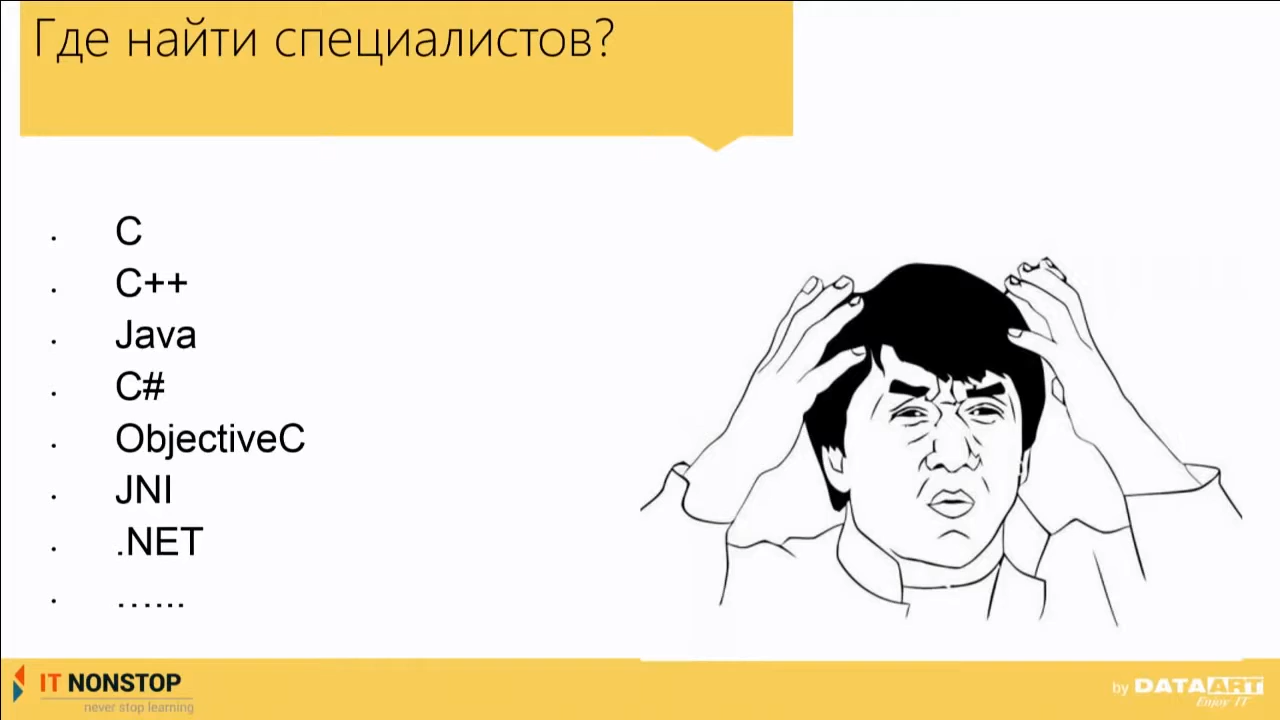 Где найти специалистов?
· C
· C++
· Java
· C#
· ObjectiveC
· JNI
· .NET
· …...
IT NONSTOP
never stop learning
by DATAART
Enjoy IT